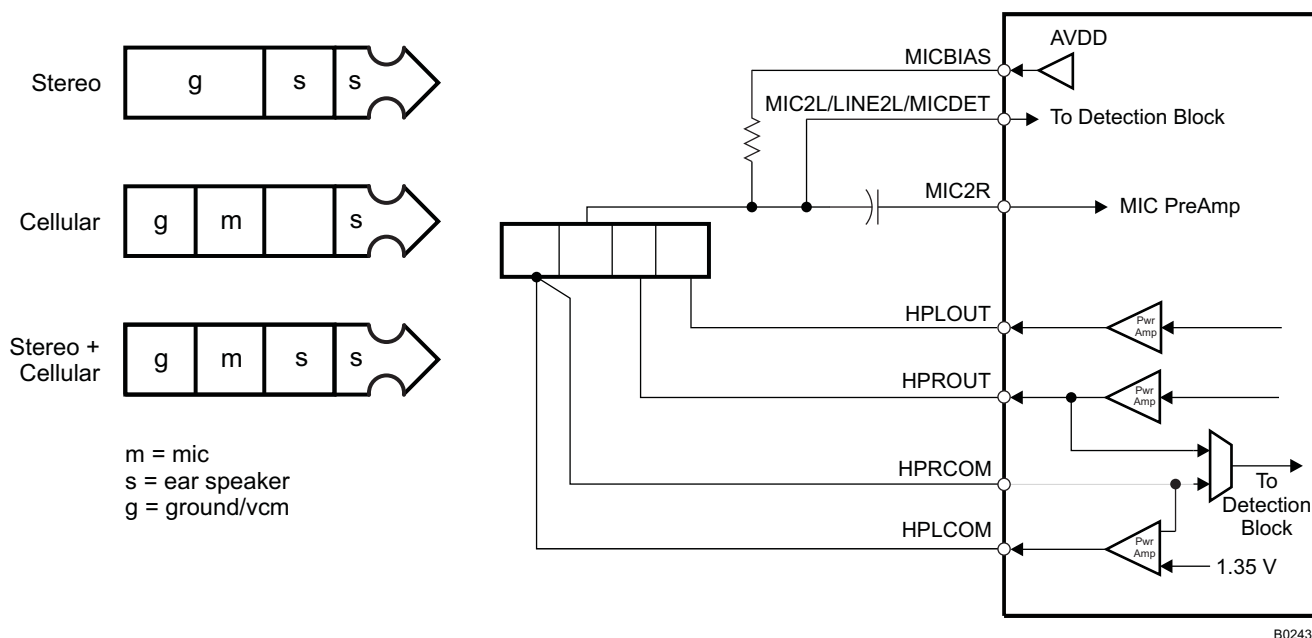 Stereo
g
s
s
Cellular
g
m
s
Stereo +
Cellular
g
m
s
s
m = mic
s = ear speaker
g = ground/vcm
MICBIAS
AVDD
MIC2L/LINE2L/MICDET
To Detection Block
MIC2R
MIC PreAmp
HPLOUT
Pwr
Amp
HPROUT
Pwr
Amp
HPRCOM
To
Detection
Block
HPLCOM
Pwr
Amp
1.35 V
B0243